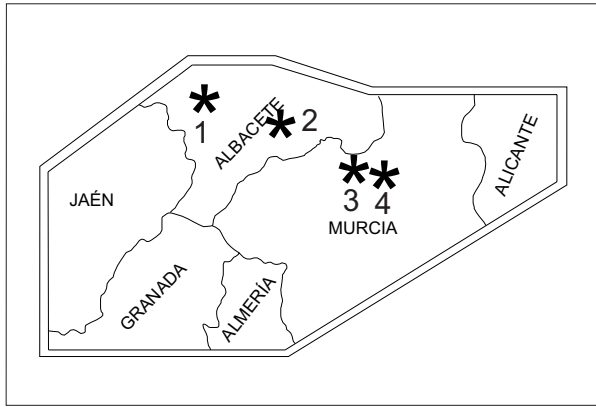 1
ALBACETE
2
JAÉN
ALICANTE
3
4
MURCIA
GRANADA
ALMERÍA